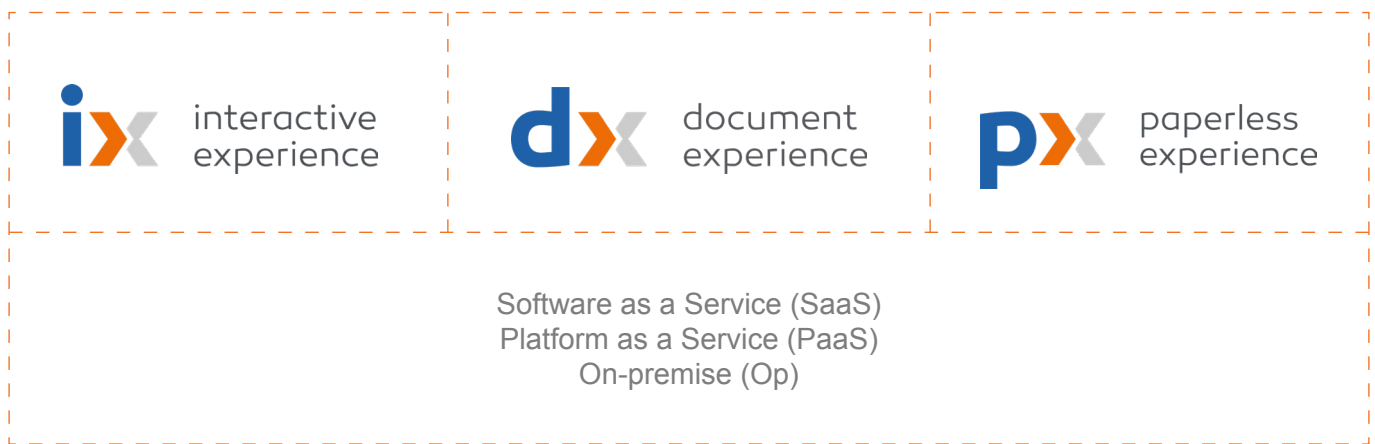 ix interactive
experience
dx document
experience
px paperless
experience
Software as a Service (SaaS)
Platform as a Service (PaaS)
On-premise (Op)